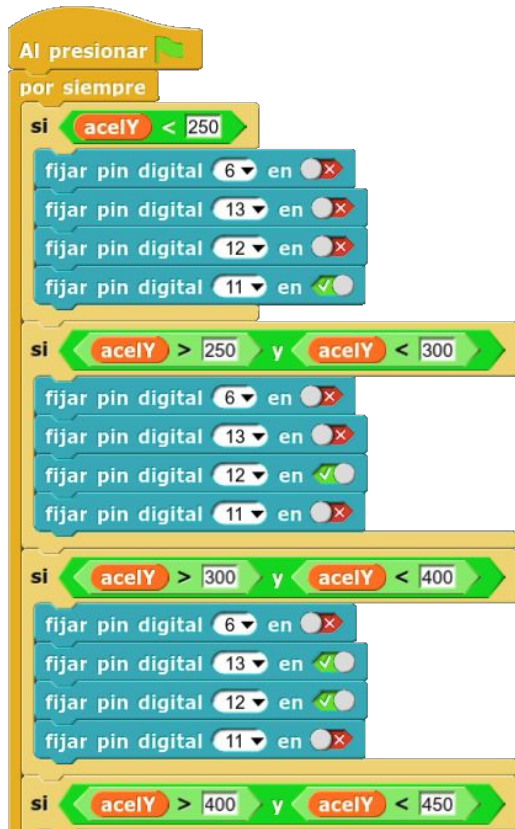 Al presionar
por siempre
si acelY < 250
fijar pin digital 6 en
fijar pin digital 13 en
fijar pin digital 12 en
fijar pin digital 11 en
si acelY > 250 y acelY < 300
fijar pin digital 6 en
fijar pin digital 13 en
fijar pin digital 12 en
fijar pin digital 11 en
si acelY > 300 y acelY < 400
fijar pin digital 6 en
fijar pin digital 13 en
fijar pin digital 12 en
fijar pin digital 11 en
si acelY > 400 y acelY < 450